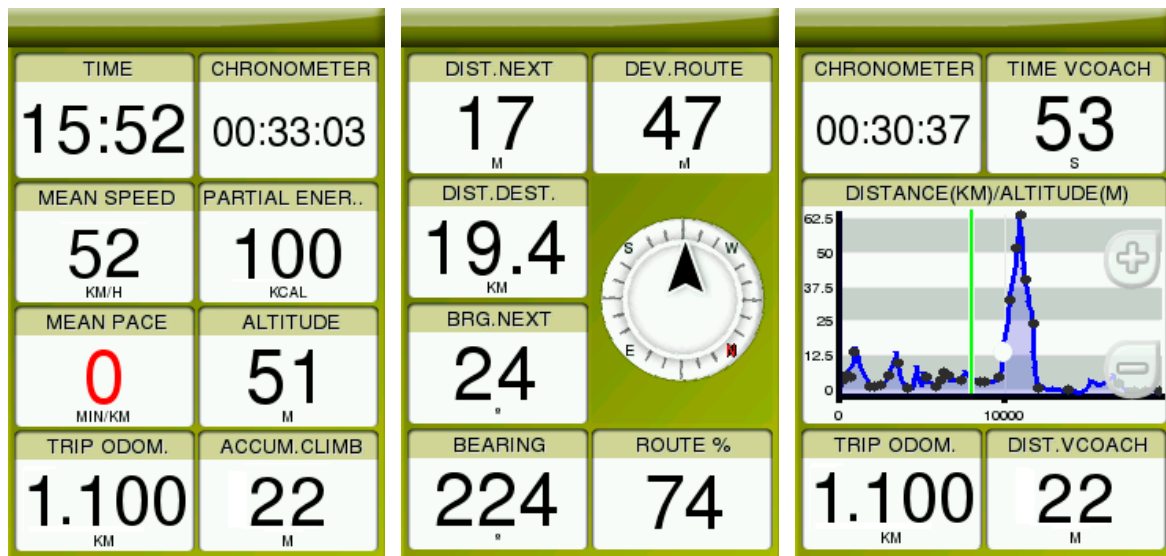 TIME CHRONOMETER
15:52 00:33:03
MEAN SPEED PARTIAL ENER..
52 100
KM/H KCAL
MEAN PACE ALTITUDE
0 51
MIN/KM M
TRIP ODOM. ACCUM.CLIMB
1.100 22
KM M
DIST.NEXT DEV.ROUTE
17 47
M M
DIST.DEST.
19.4
KM
S W
E N
BRG.NEXT
24
°
BEARING ROUTE %
224 74
°
CHRONOMETER TIME VCOACH
00:30:37 53
S
DISTANCE(KM)/ALTITUDE(M)
62.5
50
37.5
25
12.5
0
0 10000
TRIP ODOM. DIST.VCOACH
1.100 22
KM M